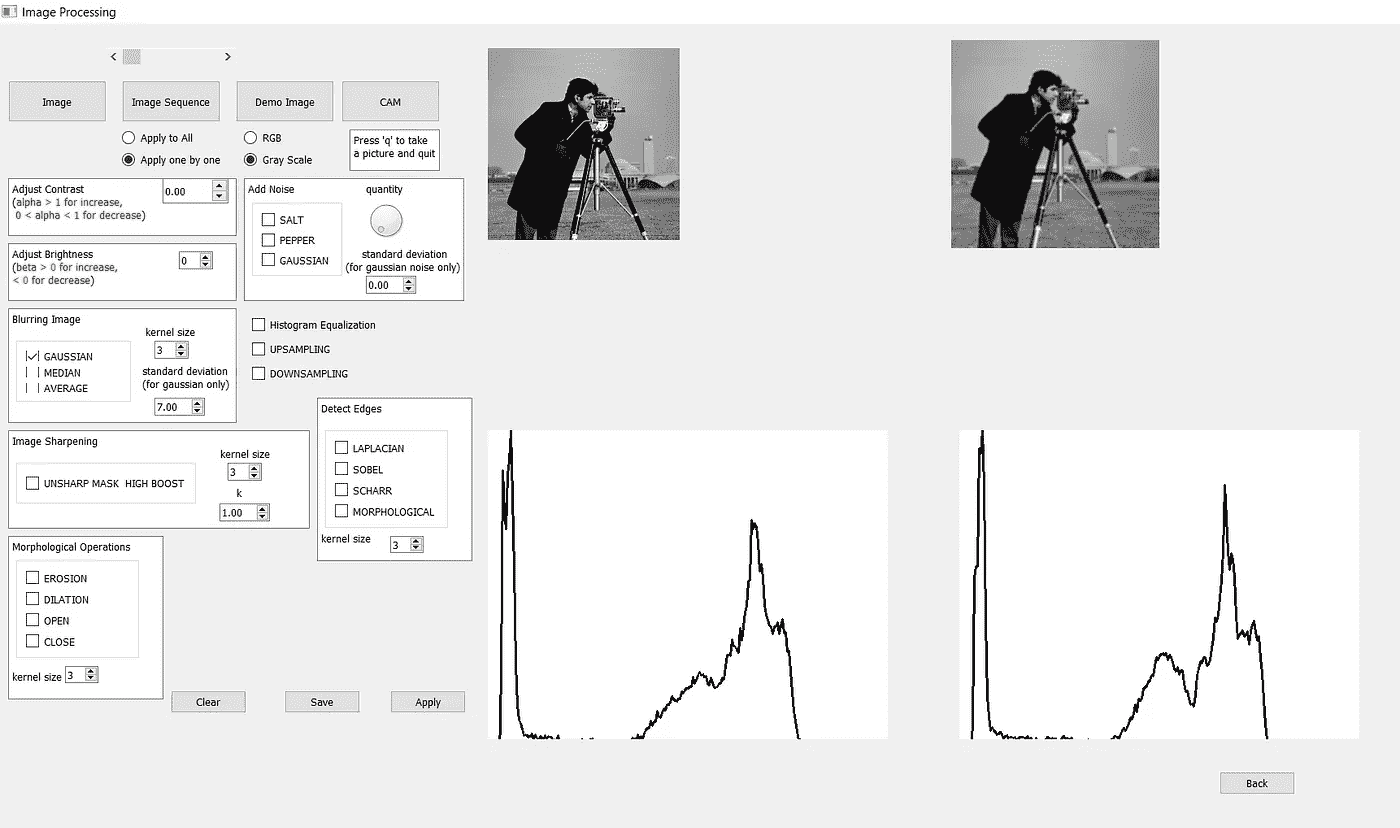 Image Processing
< >
Image
Image Sequence
Demo Image
CAM
Apply to All
Apply one by one
RGB
Gray Scale
Press 'q' to take
a picture and quit
Adjust Contrast
(alpha > 1 for increase,
0 < alpha < 1 for decrease)
0.00
Adjust Brightness
(beta > 0 for increase,
< 0 for decrease)
0
Add Noise
quantity
SALT
PEPPER
GAUSSIAN
standard deviation
(for gaussian noise only)
0.00
Blurring Image
GAUSSIAN
MEDIAN
AVERAGE
kernel size
3
standard deviation
(for gaussian only)
7.00
Histogram Equalization
UPSAMPLING
DOWNSAMPLING
Image Sharpening
UNSHARP MASK HIGH BOOST
kernel size
3
k
1.00
Detect Edges
LAPLACIAN
SOBEL
SCHARR
MORPHOLOGICAL
kernel size 3
Morphological Operations
EROSION
DILATION
OPEN
CLOSE
kernel size 3
Clear
Save
Apply
Back